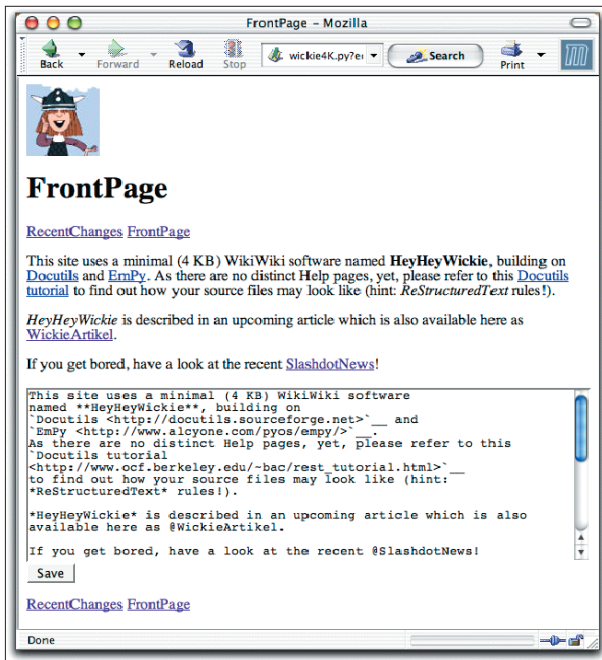 FrontPage – Mozilla
Back Forward Reload Stop wickie4K.py?e Search Print
FrontPage
RecentChanges FrontPage
This site uses a minimal (4 KB) WikiWiki software named HeyHeyWickie, building on
Docutils and EmPy. As there are no distinct Help pages, yet, please refer to this Docutils
tutorial to find out how your source files may look like (hint: ReStructuredText rules!).
HeyHeyWickie is described in an upcoming article which is also available here as
WickieArtikel.
If you get bored, have a look at the recent SlashdotNews!
This site uses a minimal (4 KB) WikiWiki software
named **HeyHeyWickie**, building on
`Docutils <http://docutils.sourceforge.net>`__ and
`EmPy <http://www.alcyone.com/pyos/empy/>`__.
As there are no distinct Help pages, yet, please refer to this
`Docutils tutorial
<http://www.ocf.berkeley.edu/~bac/rest_tutorial.html>`__
to find out how your source files may look like (hint:
*ReStructuredText* rules!).
*HeyHeyWickie* is described in an upcoming article which is also
available here as @WickieArtikel.
If you get bored, have a look at the recent @SlashdotNews!
Save
RecentChanges FrontPage
Done